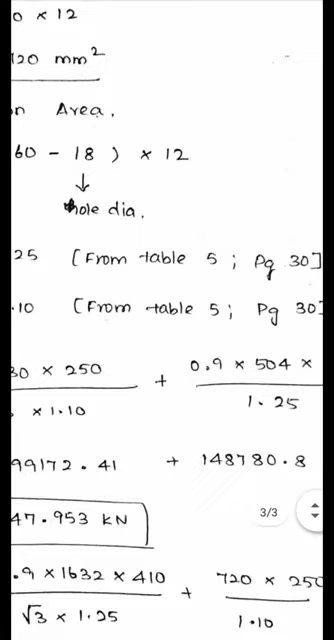 0 × 12
120 mm²
n Area,
60 - 18 ) × 12
↓
hole dia.
25 [From table 5 ; Pg 30]
.10 [From table 5 ; Pg 30]
30 × 250 / × 1.10 + 0.9 × 504 × / 1.25
99172.41 + 148780.8
47.953 kN
3/3
.9 × 1632 × 410 / √3 × 1.25 + 720 × 250 / 1.10